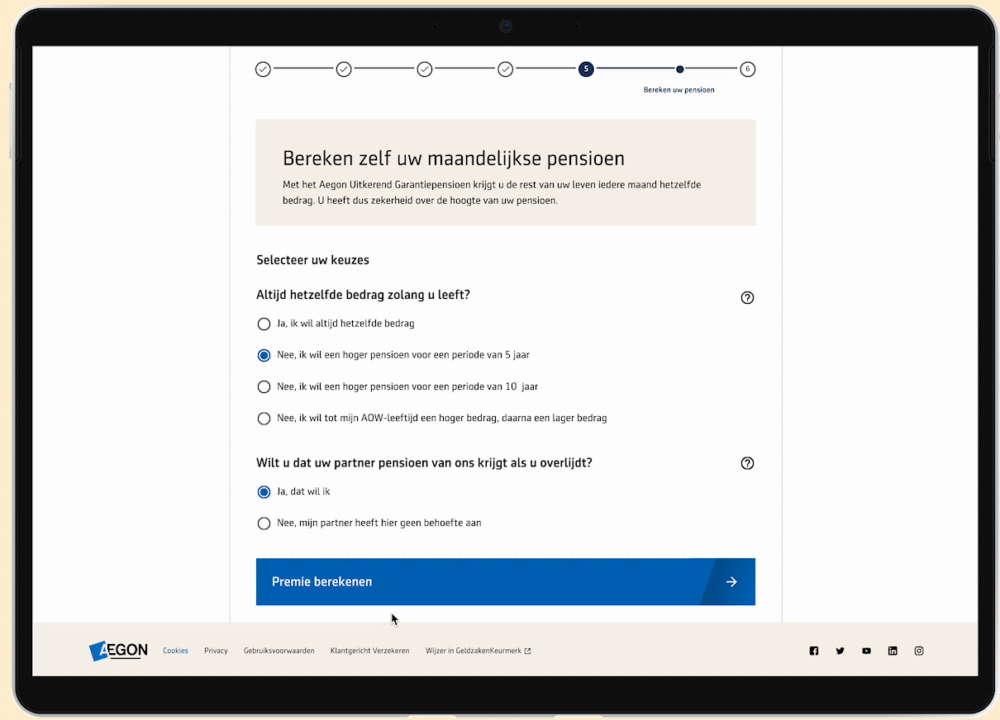 5
6
Bereken uw pensioen
Bereken zelf uw maandelijkse pensioen
Met het Aegon Uitkerend Garantiepensioen krijgt u de rest van uw leven iedere maand hetzelfde
bedrag. U heeft dus zekerheid over de hoogte van uw pensioen.
Selecteer uw keuzes
Altijd hetzelfde bedrag zolang u leeft?
Ja, ik wil altijd hetzelfde bedrag
Nee, ik wil een hoger pensioen voor een periode van 5 jaar
Nee, ik wil een hoger pensioen voor een periode van 10 jaar
Nee, ik wil tot mijn AOW-leeftijd een hoger bedrag, daarna een lager bedrag
Wilt u dat uw partner pensioen van ons krijgt als u overlijdt?
Ja, dat wil ik
Nee, mijn partner heeft hier geen behoefte aan
Premie berekenen
AEGON Cookies Privacy Gebruiksvoorwaarden Klantgericht Verzekeren Wijzer in GeldzakenKeurmerk